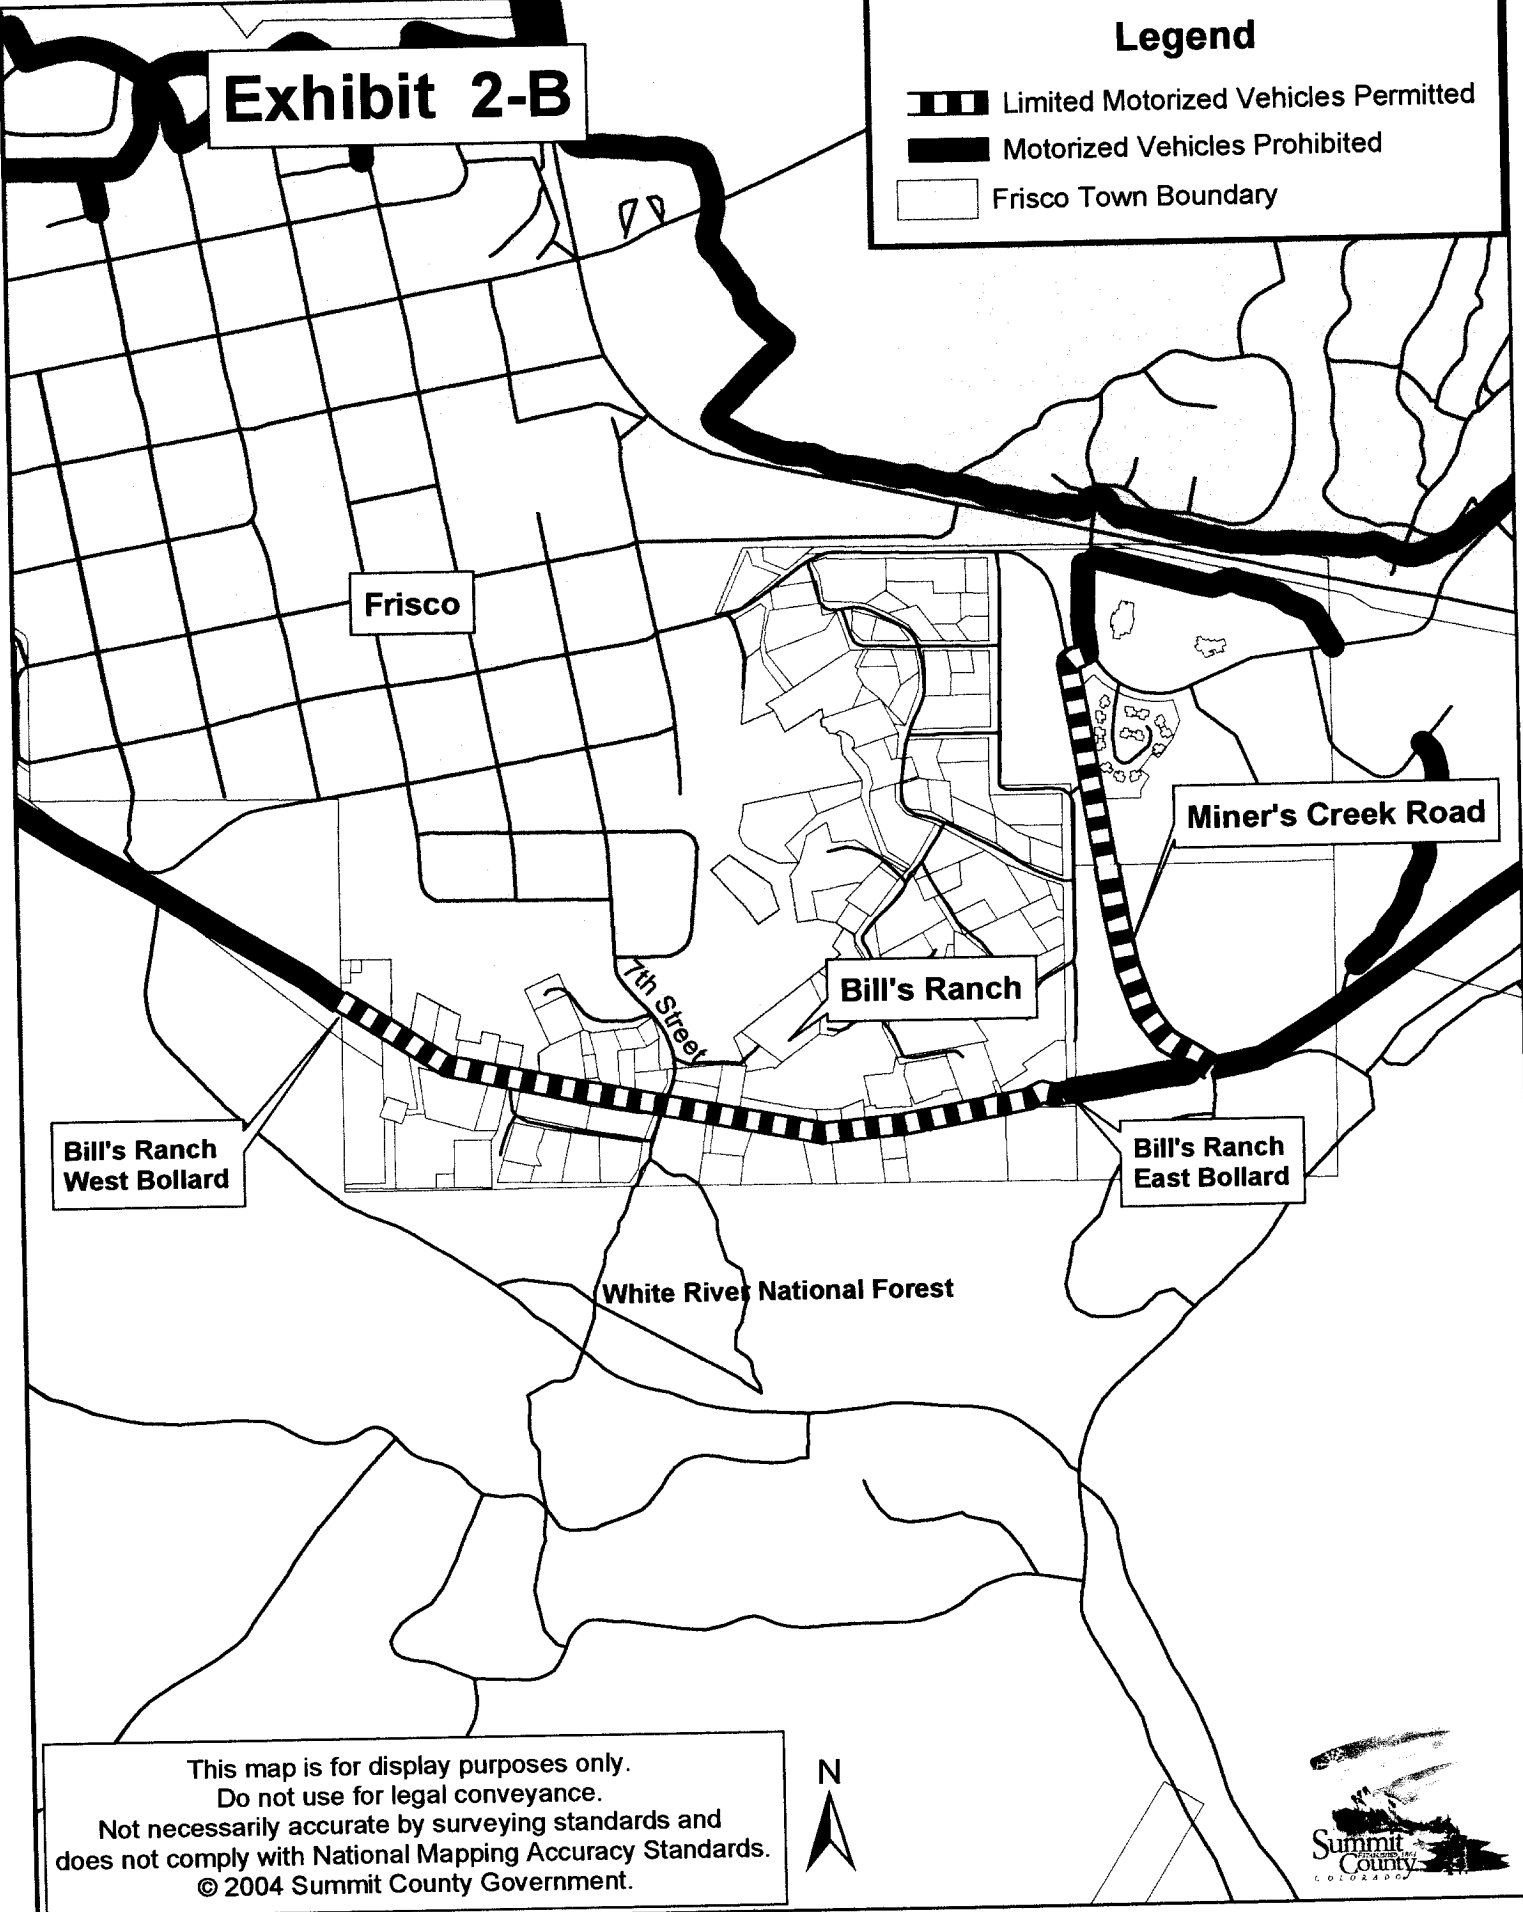 Exhibit 2-B
Legend
Limited Motorized Vehicles Permitted
Motorized Vehicles Prohibited
Frisco Town Boundary
Frisco
Miner's Creek Road
7th Street
Bill's Ranch
Bill's Ranch
West Bollard
Bill's Ranch
East Bollard
White River National Forest
This map is for display purposes only.
Do not use for legal conveyance.
Not necessarily accurate by surveying standards and
does not comply with National Mapping Accuracy Standards.
© 2004 Summit County Government.
N
Summit
County
COLORADO